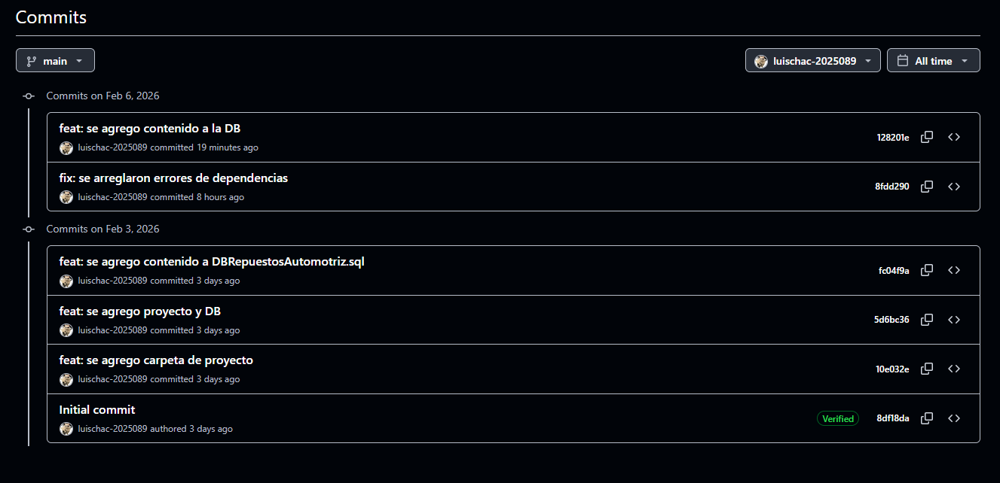 Commits
main
luischac-2025089
All time
Commits on Feb 6, 2026
feat: se agrego contenido a la DB
luischac-2025089 committed 19 minutes ago
128201e
fix: se arreglaron errores de dependencias
luischac-2025089 committed 8 hours ago
8fdd290
Commits on Feb 3, 2026
feat: se agrego contenido a DBRepuestosAutomotriz.sql
luischac-2025089 committed 3 days ago
fc04f9a
feat: se agrego proyecto y DB
luischac-2025089 committed 3 days ago
5d6bc36
feat: se agrego carpeta de proyecto
luischac-2025089 committed 3 days ago
10e032e
Initial commit
luischac-2025089 authored 3 days ago
Verified
8df18da